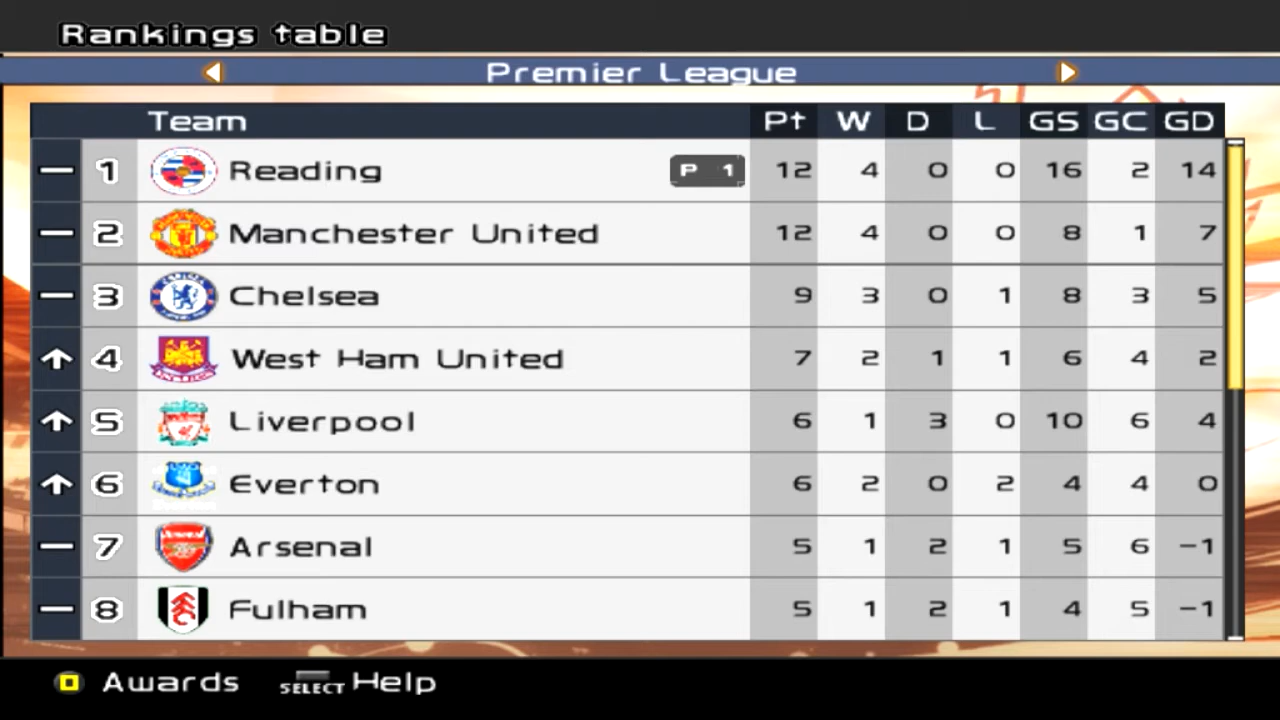 Rankings table
Premier League
Team Pt W D L GS GC GD
1 Reading P 1 12 4 0 0 16 2 14
2 Manchester United 12 4 0 0 8 1 7
3 Chelsea 9 3 0 1 8 3 5
4 West Ham United 7 2 1 1 6 4 2
5 Liverpool 6 1 3 0 10 6 4
6 Everton 6 2 0 2 4 4 0
7 Arsenal 5 1 2 1 5 6 -1
8 Fulham 5 1 2 1 4 5 -1
Awards SELECT Help